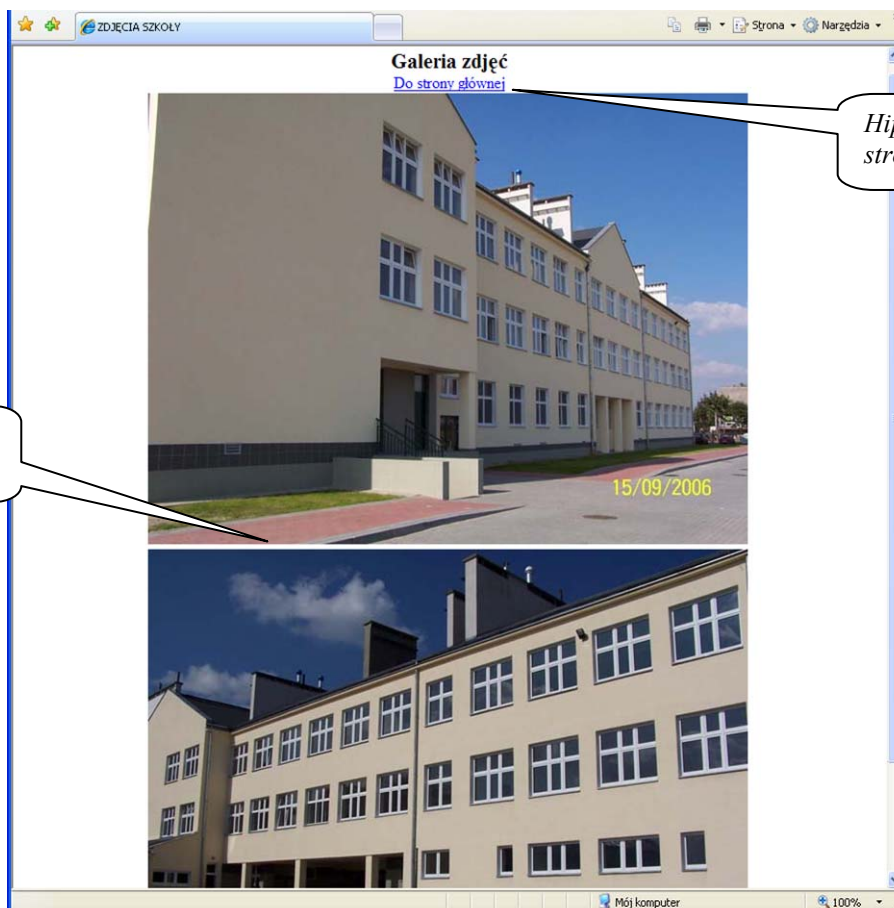 ZDJĘCIA SZKOŁY
Strona
Narzędzia
Galeria zdjęć
Do strony głównej
15/09/2006
Mój komputer
100%